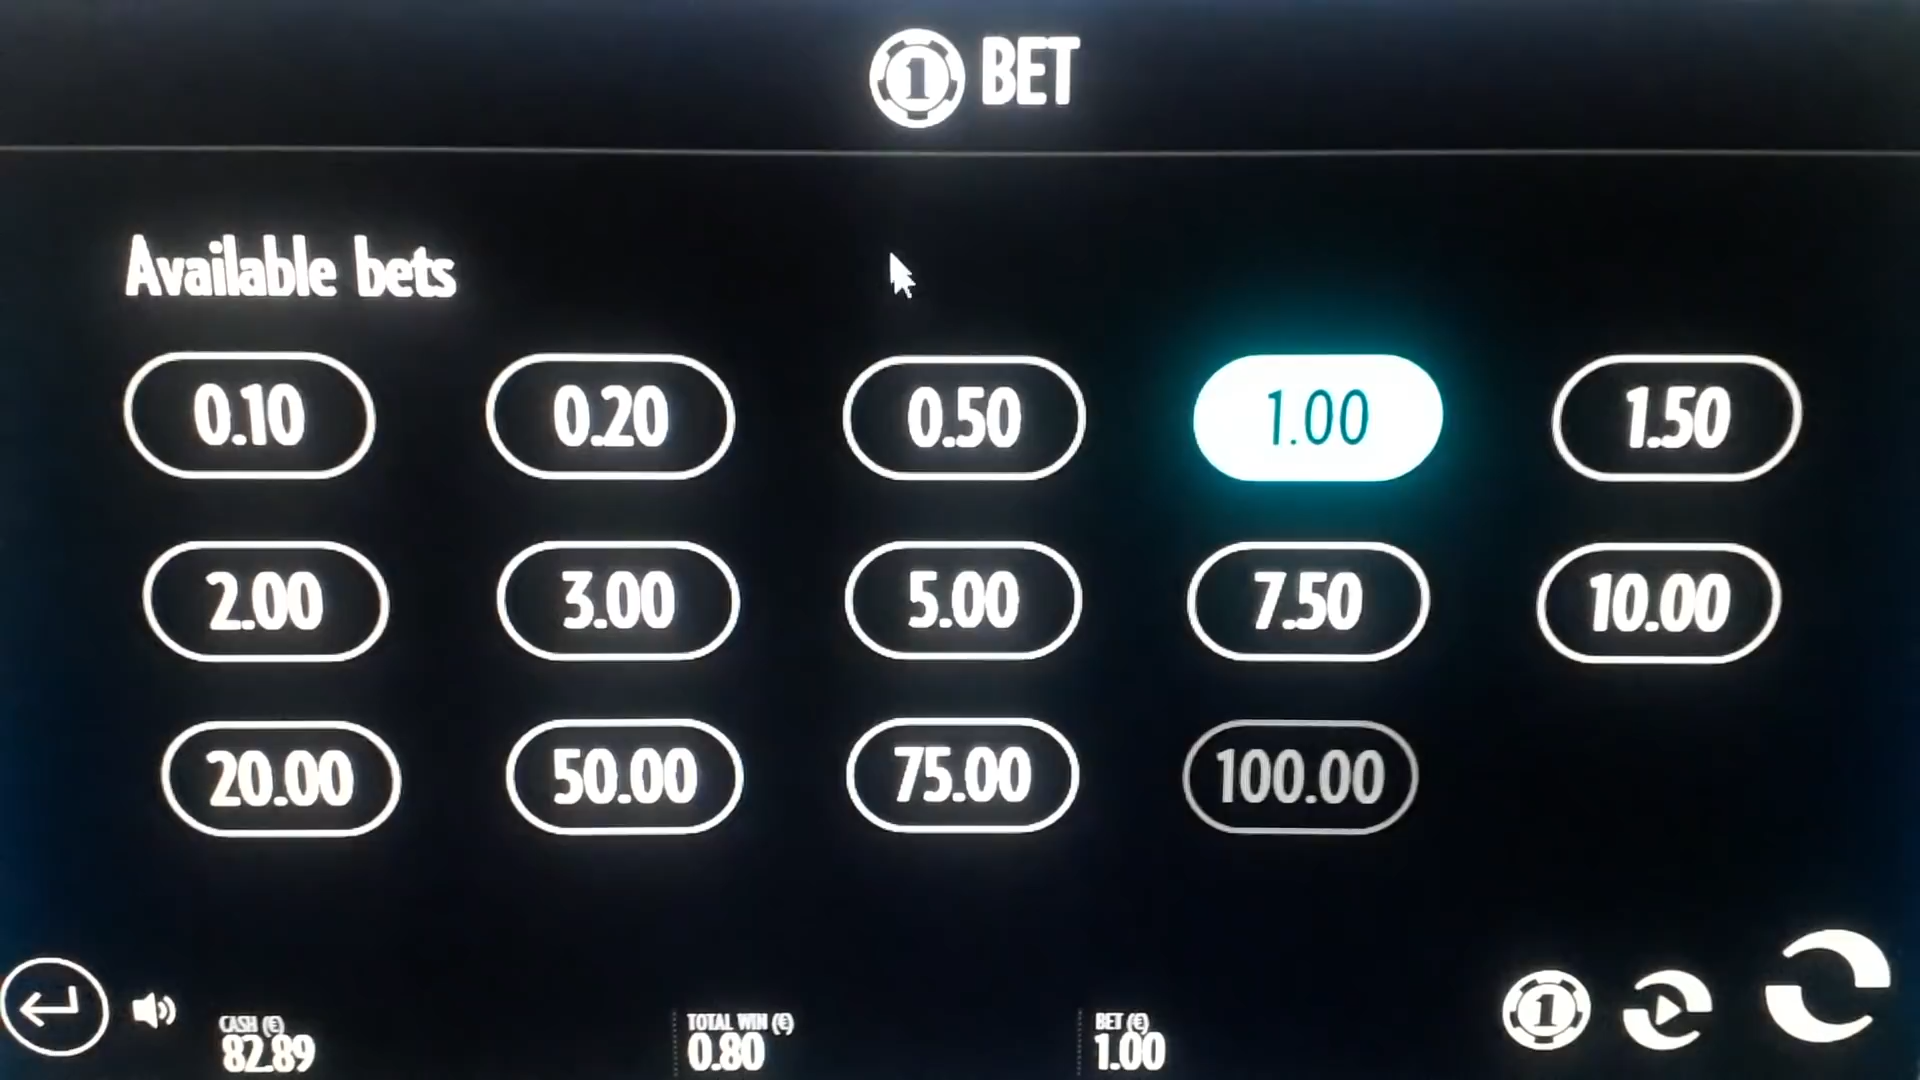 1 BET
Available bets
0.10 0.20 0.50 1.00 1.50
2.00 3.00 5.00 7.50 10.00
20.00 50.00 75.00 100.00
CASH (€) TOTAL WIN (€) BET (€)
82.89 0.80 1.00
1